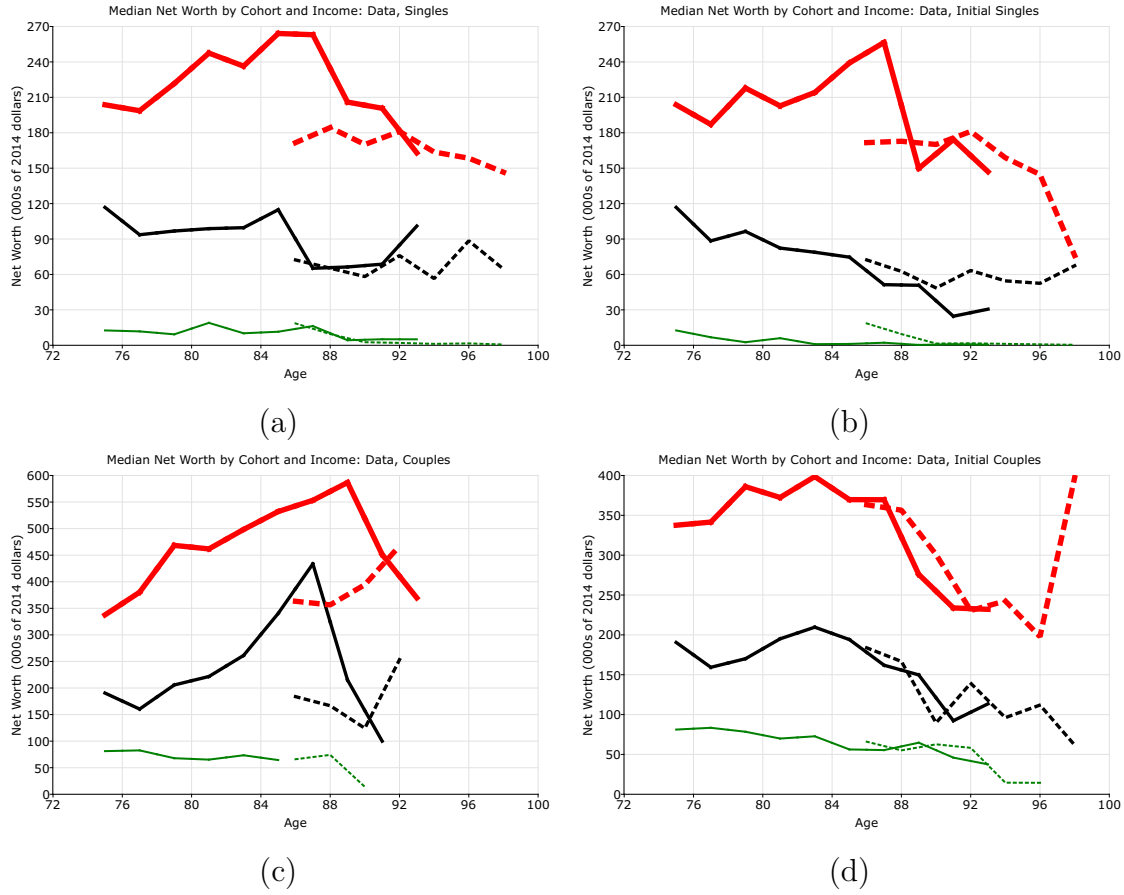 Median Net Worth by Cohort and Income: Data, Singles
Net Worth (000s of 2014 dollars)
270
240
210
180
150
120
90
60
30
0
72 76 80 84 88 92 96 100
Age
(a)
Median Net Worth by Cohort and Income: Data, Initial Singles
Net Worth (000s of 2014 dollars)
270
240
210
180
150
120
90
60
30
0
72 76 80 84 88 92 96 100
Age
(b)
Median Net Worth by Cohort and Income: Data, Couples
Net Worth (000s of 2014 dollars)
600
550
500
450
400
350
300
250
200
150
100
50
0
72 76 80 84 88 92 96 100
Age
(c)
Median Net Worth by Cohort and Income: Data, Initial Couples
Net Worth (000s of 2014 dollars)
400
350
300
250
200
150
100
50
0
72 76 80 84 88 92 96 100
Age
(d)